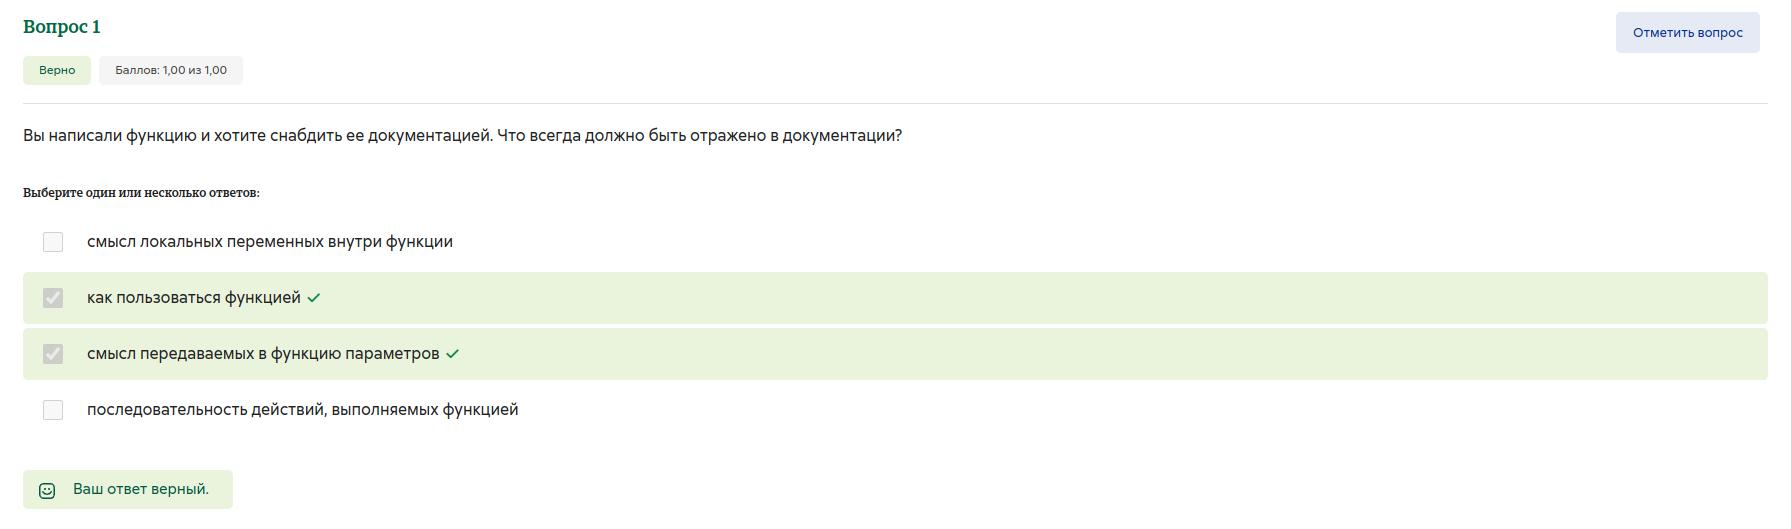 Вопрос 1
Отметить вопрос
Верно
Баллов: 1,00 из 1,00
Вы написали функцию и хотите снабдить ее документацией. Что всегда должно быть отражено в документации?
Выберите один или несколько ответов:
смысл локальных переменных внутри функции
как пользоваться функцией
смысл передаваемых в функцию параметров
последовательность действий, выполняемых функцией
Ваш ответ верный.